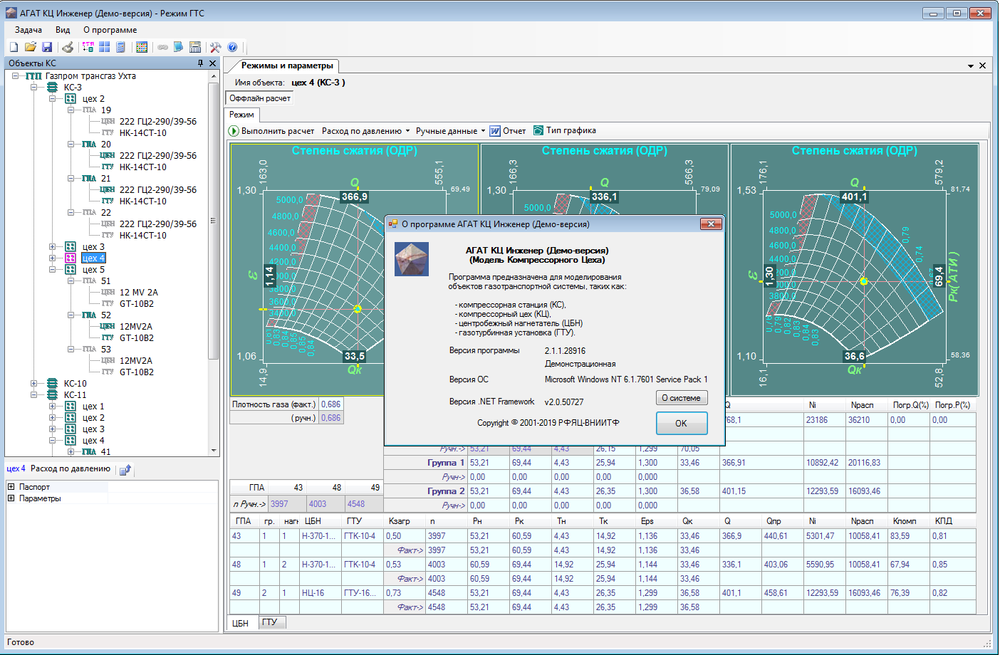 АГАТ КЦ Инженер (Демо-версия) - Режим ГТС
Задача Вид О программе
Объекты КС
ГТП Газпром трансгаз Ухта
КС-3
цех 2
ГПА 19
ЦБН 222 ГЦ2-290/39-56
ГТУ НК-14СТ-10
ГПА 20
ЦБН 222 ГЦ2-290/39-56
ГТУ НК-14СТ-10
ГПА 21
ЦБН 222 ГЦ2-290/39-56
ГТУ НК-14СТ-10
ГПА 22
ЦБН 222 ГЦ2-290/39-56
ГТУ НК-14СТ-10
цех 3
цех 4
цех 5
ГПА 51
ЦБН 12 MV 2A
ГТУ GT-10B2
ГПА 52
ЦБН 12MV2A
ГТУ GT-10B2
ГПА 53
ЦБН 12MV2A
ГТУ GT-10B2
КС-10
КС-11
цех 1
цех 2
цех 3
цех 4
ГПА 41
цех 4 Расход по давлению
Паспорт
Параметры
Режимы и параметры
Имя объекта: цех 4 (КС-3 )
Оффлайн расчет
Режим
Выполнить расчет Расход по давлению Ручные данные Отчет Тип графика
Степень сжатия (ОДР)
163,0 555,1
Q
1,30 366,9 69,49
5000,0
4800,0
4600,0
4400,0
4200,0
4000,0
3800,0
3600,0
3400,0
ε 1,14
0,81 0,83 0,84 0,85 0,85 0,84
1,06 33,5
Qк
14,9
Степень сжатия (ОДР)
166,3 566,3
Q
1,30 336,1 79,09
5000,0
Степень сжатия (ОДР)
176,1 579,2
Q
1,53 401,1 81,74
5000,0
4800,0
4600,0
4400,0
4200,0
4000,0
3800,0
ε 1,30
0,79 0,74 0,67
69,4 Рк( АТИ )
0,76 0,79 0,82 0,83 0,84 0,83
1,10 36,6 58,36
Qк
16,1 52,8
О программе АГАТ КЦ Инженер (Демо-версия)
АГАТ КЦ Инженер (Демо-версия)
(Модель Компрессорного Цеха)
Программа предназначена для моделирования
объектов газотранспортной системы, таких как:
- компрессорная станция (КС),
- компрессорный цех (КЦ),
- центробежный нагнетатель (ЦБН)
- газотурбинная установка (ГТУ).
Версия программы 2.1.1.28916
Демонстрационная
Версия ОС Microsoft Windows NT 6.1.7601 Service Pack 1
О системе
Версия .NET Framework v2.0.50727
Copyright © 2001-2019 РФЯЦ-ВНИИТФ
OK
Плотность газа (факт.) 0,686
(ручн.) 0,686
Q Ni Nрасп Погр.Q(%) Погр.P(%)
768,1 23186 36210 0,00 0,00
Ручн.-> 53,21 69,44 4,43 26,15 1,299 70,05
Группа 1 53,21 69,44 4,43 25,94 1,300 33,46 366,91 10892,42 20116,83
Ручн-> 0,00 0,00 0,00 0,00 0,000
Группа 2 53,21 69,44 4,43 26,35 1,300 36,58 401,15 12293,59 16093,46
Ручн-> 0,00 0,00 0,00 0,00 0,000
ГПА 43 48 49
n Ручн.-> 3997 4003 4548
ГПА гр. нагн ЦБН ГТУ Кзагр n Рн Рк Тн Тк Eps Qк Q Qпр Ni Nрасп Кпомп КПД
43 1 1 Н-370-1... ГТК-10-4 0,50 3997 53,21 60,59 4,43 14,92 1,136 33,46 366,9 440,61 5301,47 10058,41 83,59 0,81
Факт-> 3997 53,21 60,59 4,43 14,92 1,136 33,46
48 1 2 Н-370-1... ГТК-10-4 0,53 4003 60,59 69,44 14,92 25,94 1,144 33,46 336,1 403,06 5590,95 10058,41 67,94 0,85
Факт-> 4003 60,59 69,44 14,92 25,94 1,144 33,46
49 2 1 НЦ-16 ГТУ-16... 0,73 4548 53,21 69,44 4,43 26,35 1,299 36,58 401,1 458,61 12293,59 16093,46 76,39 0,82
Факт-> 4548 53,21 69,44 4,43 26,35 1,299 36,58
ЦБН ГТУ
Готово